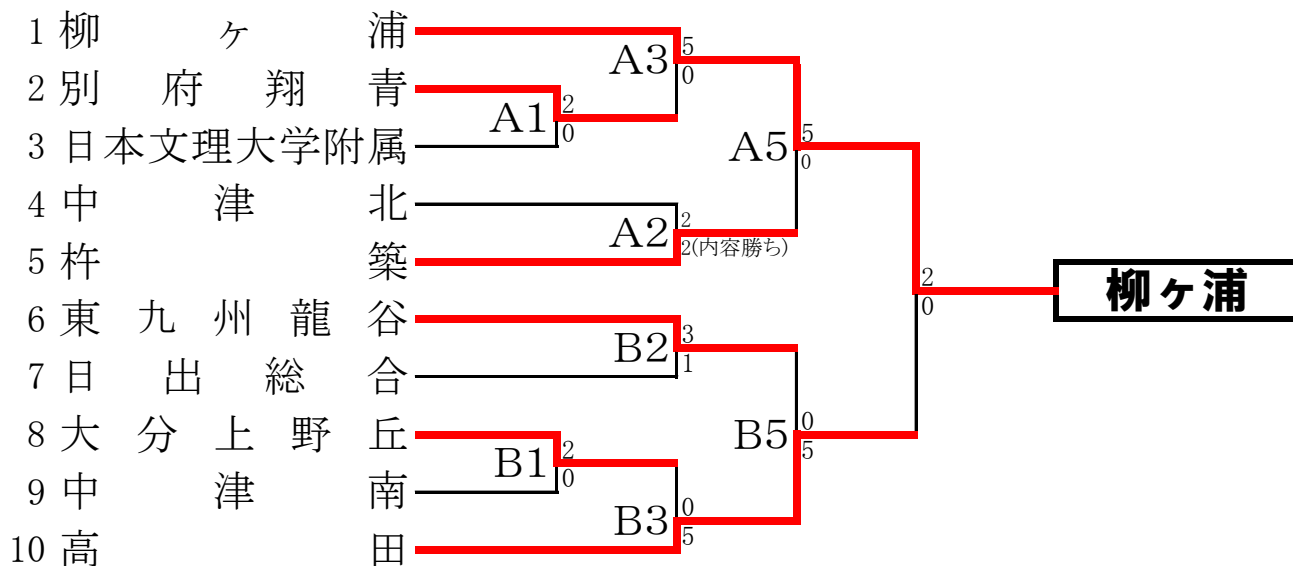 1 柳ヶ浦
2 別府翔青
3 日本文理大学附属
4 中津北
5 杵築
6 東九州龍谷
7 日出総合
8 大分上野丘
9 中津南
10 高田
A1
2
0
A2
2
2(内容勝ち)
A3
5
0
B1
2
0
B2
3
1
B3
0
5
A5
5
0
B5
0
5
2
0
柳ヶ浦